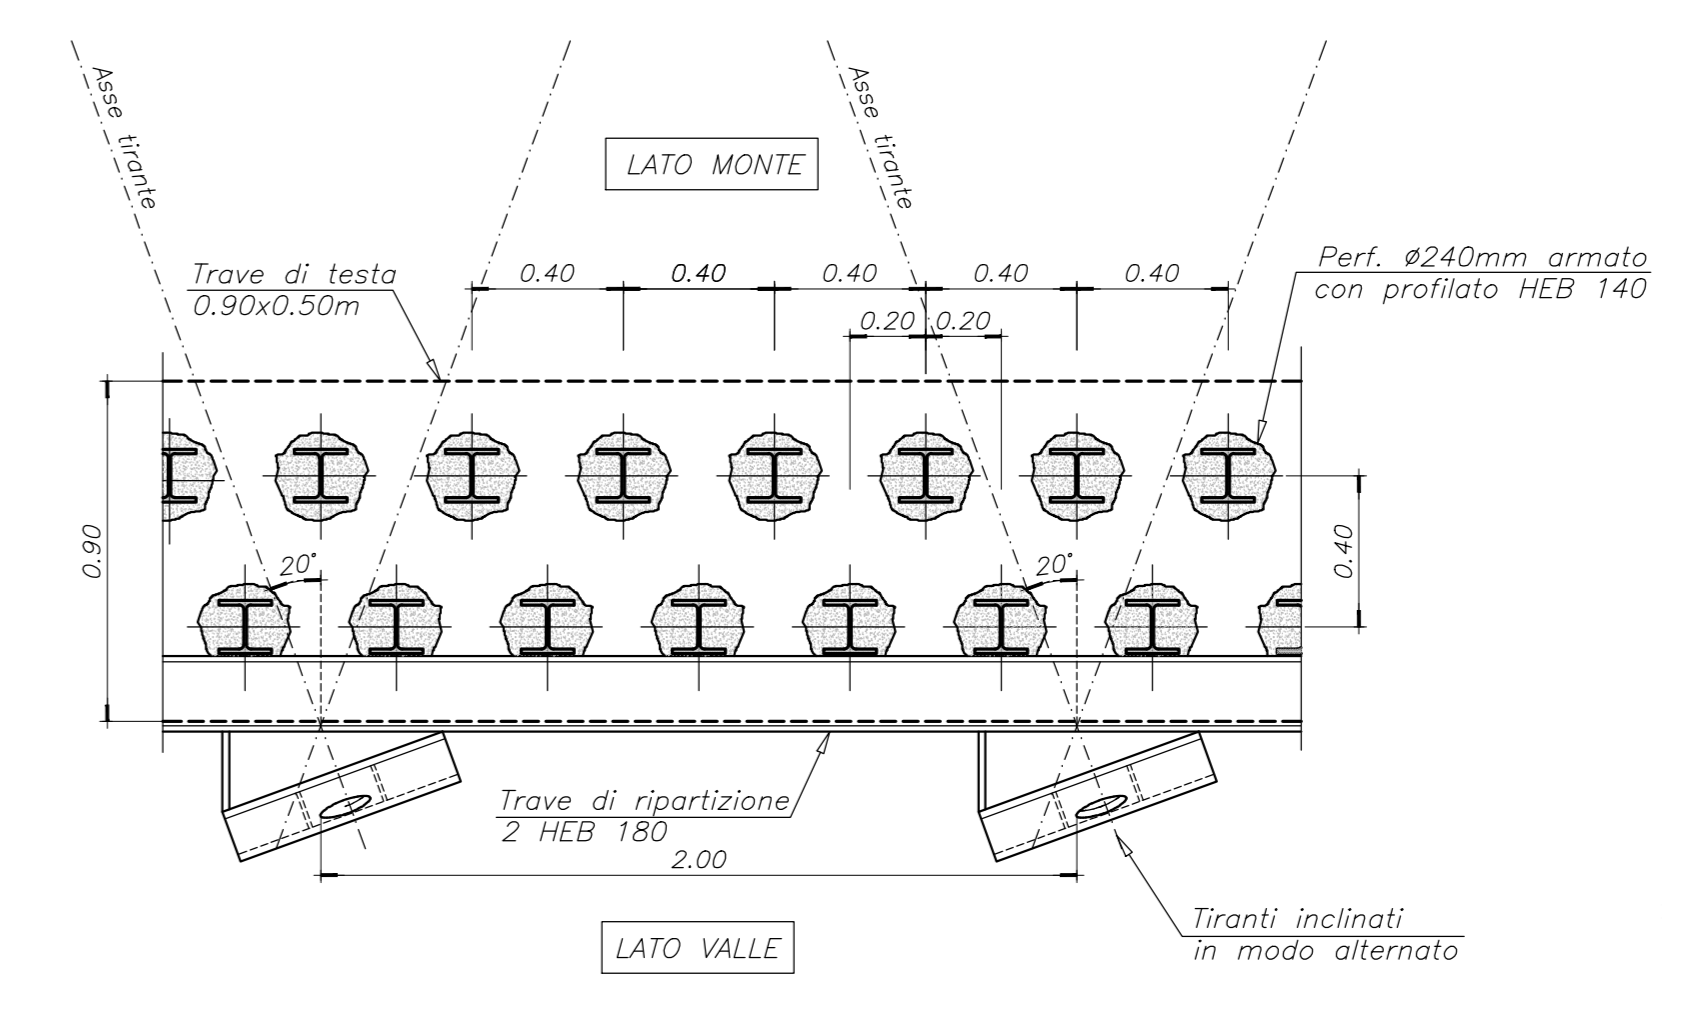 Asse tirante
Asse tirante
LATO MONTE
Trave di testa
0.90x0.50m
0.40
0.40
0.40
0.40
0.40
Perf. ø240mm armato
con profilato HEB 140
0.20
0.20
0.90
20°
20°
0.40
Trave di ripartizione
2 HEB 180
2.00
Tiranti inclinati
in modo alternato
LATO VALLE